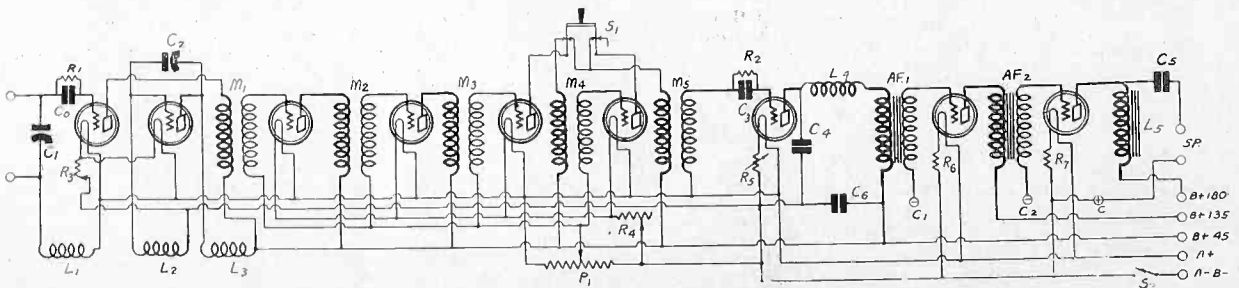 S1
C2
R1
C0
M1
M2
M3
M4
M5
R2
C3
L4
AF1
AF2
C5
C1
R3
R5
C4
R6
R7
L5
SP.
C6
C1
C2
C
B+180
B+135
B+45
A+
A-B-
R4
L1
L2
L3
P1
S